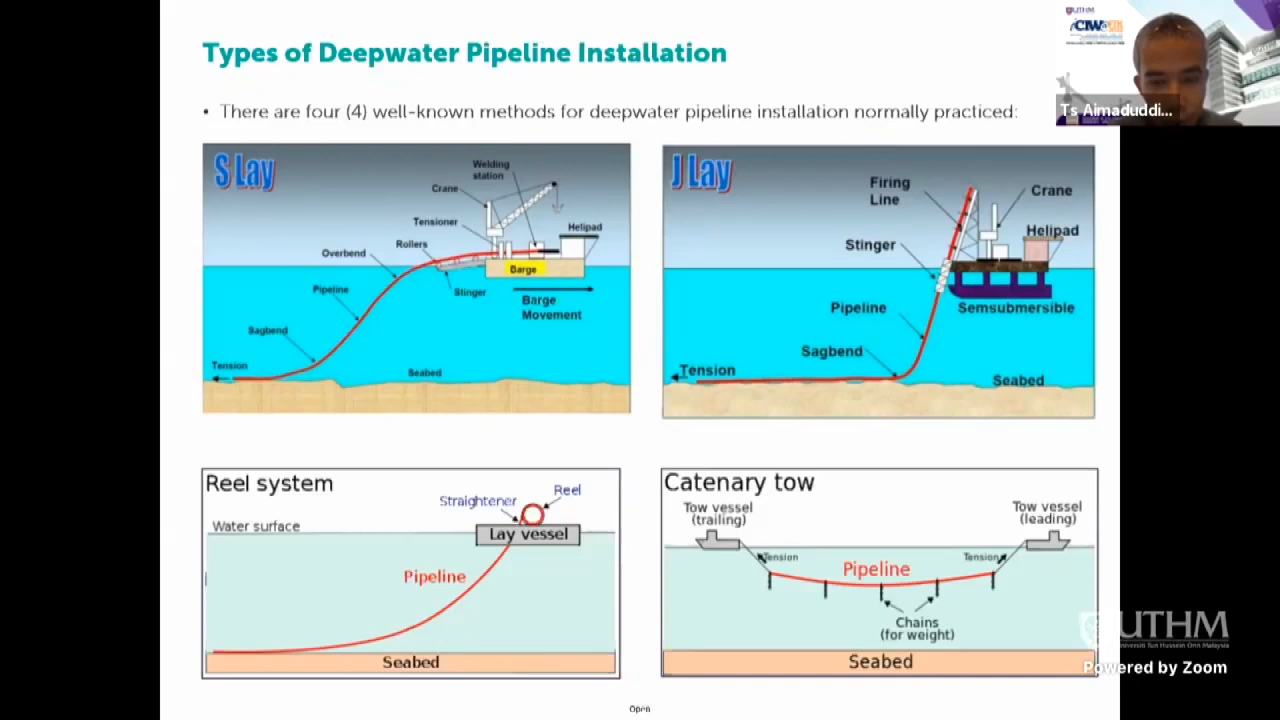 Types of Deepwater Pipeline Installation
• There are four (4) well-known methods for deepwater pipeline installation normally practiced:
UTHM
Ts Aimaduddi...
S Lay
Welding
station
Crane
Tensioner
Helipad
Rollers
Overbend
Barge
Stinger
Pipeline
Barge
Movement
Sagbend
Tension
Seabed
J Lay
Firing
Line
Crane
Helipad
Stinger
Pipeline
Semsubmersible
Sagbend
Tension
Seabed
Reel system
Reel
Straightener
Water surface
Lay vessel
Pipeline
Seabed
Catenary tow
Tow vessel
(trailing)
Tow vessel
(leading)
Tension
Tension
Pipeline
Chains
(for weight)
Seabed
UTHM
Universiti Tun Hussein Onn Malaysia
Powered by Zoom
Open